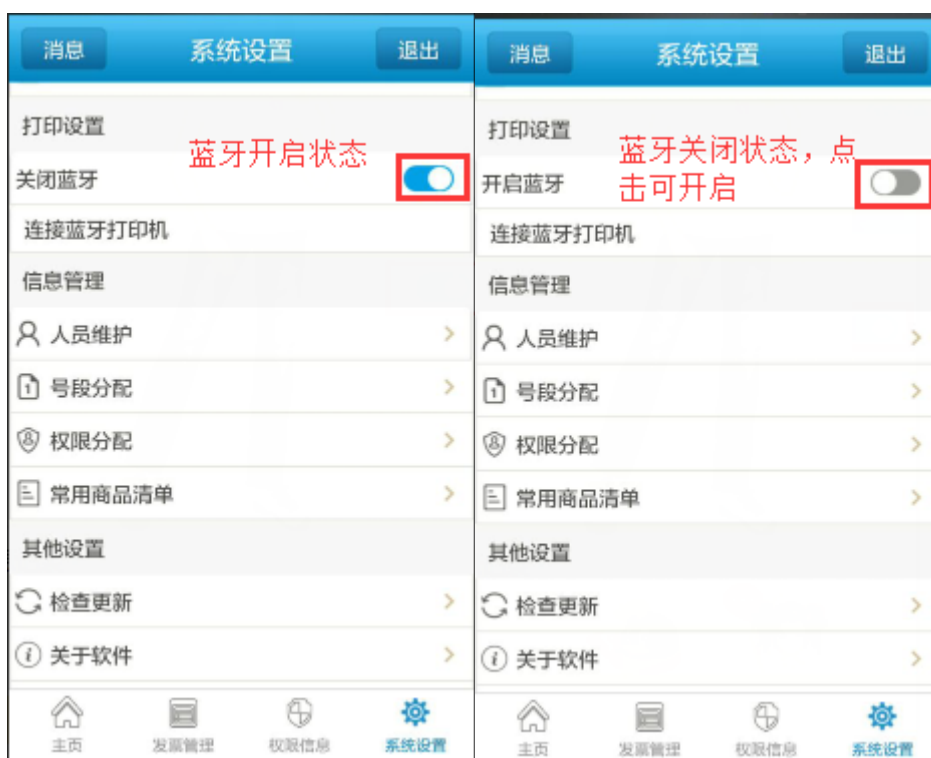 消息 系统设置 退出
打印设置
蓝牙开启状态
关闭蓝牙
连接蓝牙打印机
信息管理
人员维护
号段分配
权限分配
常用商品清单
其他设置
检查更新
关于软件
主页 发票管理 权限信息 系统设置
消息 系统设置 退出
打印设置
蓝牙关闭状态，点
击可开启
开启蓝牙
连接蓝牙打印机
信息管理
人员维护
号段分配
权限分配
常用商品清单
其他设置
检查更新
关于软件
主页 发票管理 权限信息 系统设置